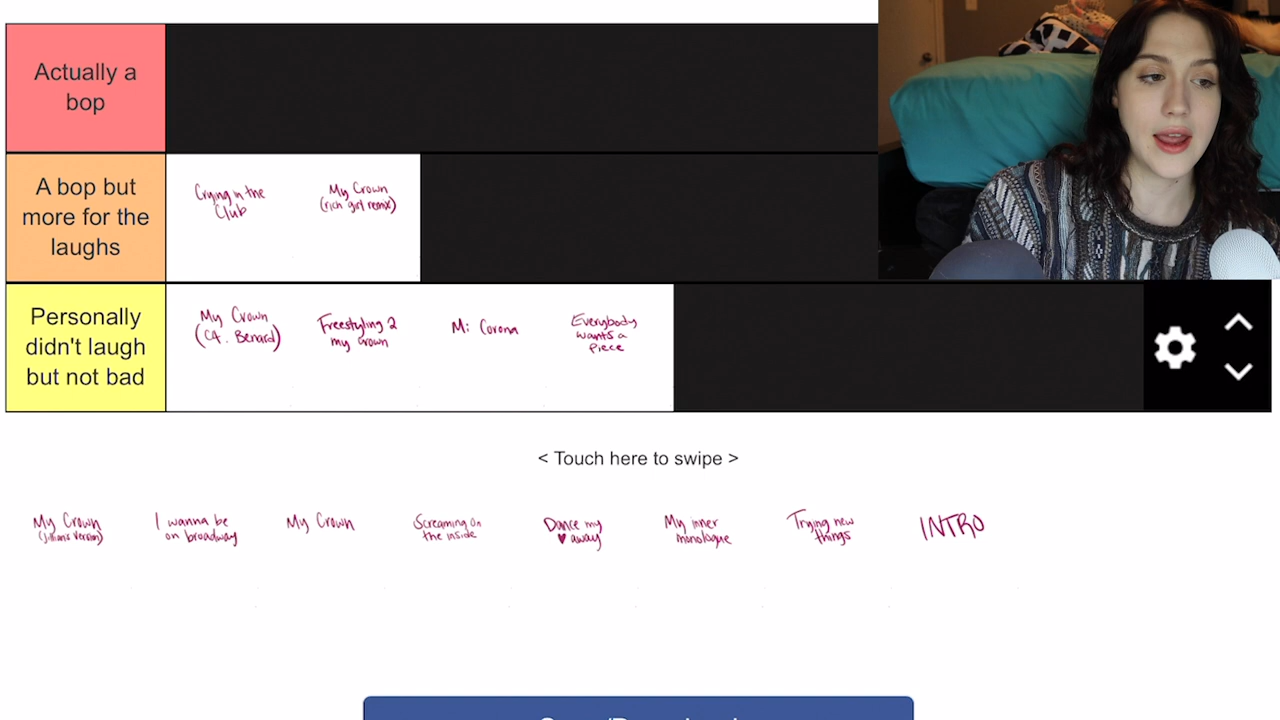 Actually a
bop
A bop but
more for the
laughs
Crying in the
Club
My Crown
(rich girl remix)
Personally
didn't laugh
but not bad
My Crown
(ft. Benard)
Freestyling 2
my crown
Mi Corona
Everybody
wants a
piece
< Touch here to swipe >
My Crown
(Jillian's version)
I wanna be
on broadway
My Crown
Screaming on
the inside
Dance my
♥ away
My inner
monologue
Trying new
things
INTRO